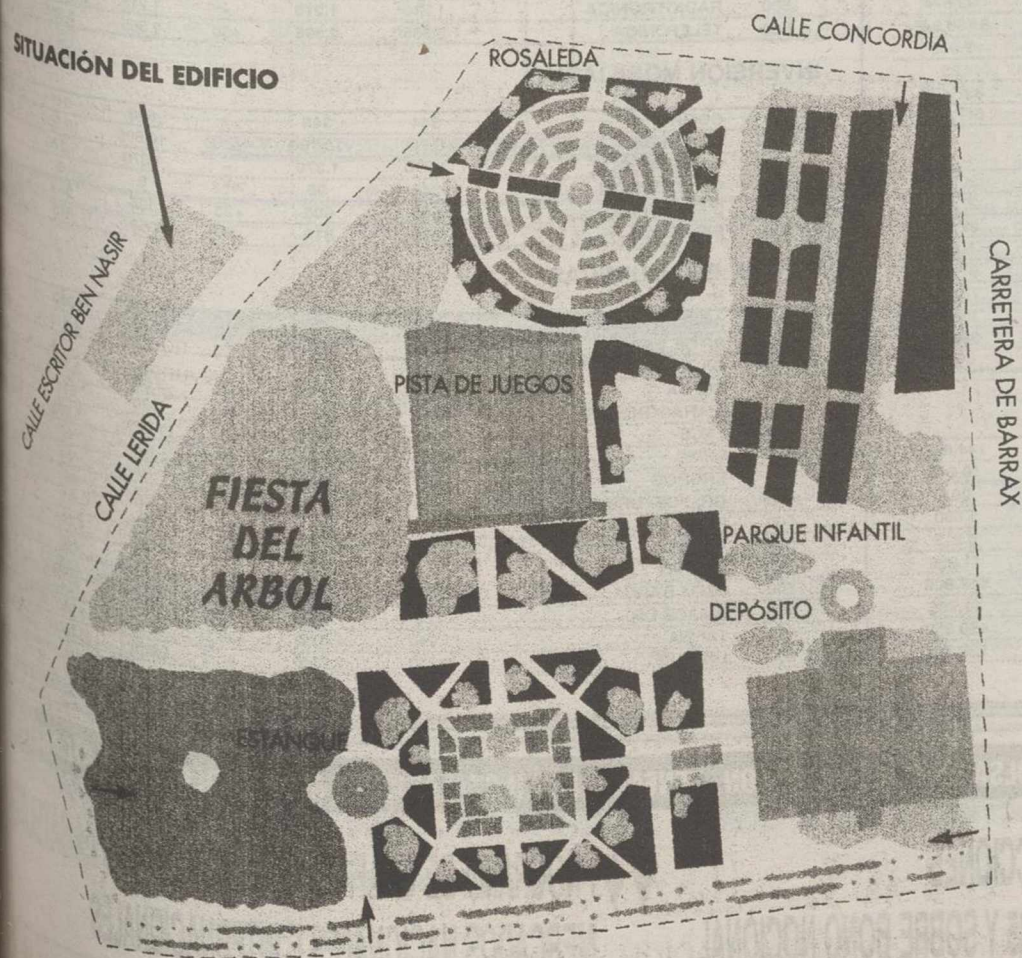 CALLE CONCORDIA
ROSALEDA
SITUACIÓN DEL EDIFICIO
CALLE ESCRITOR BEN NASIR
CARRETERA DE BARRAX
PISTA DE JUEGOS
CALLE LERIDA
FIESTA
DEL
ARBOL
PARQUE INFANTIL
DEPÓSITO
ESTANQUE